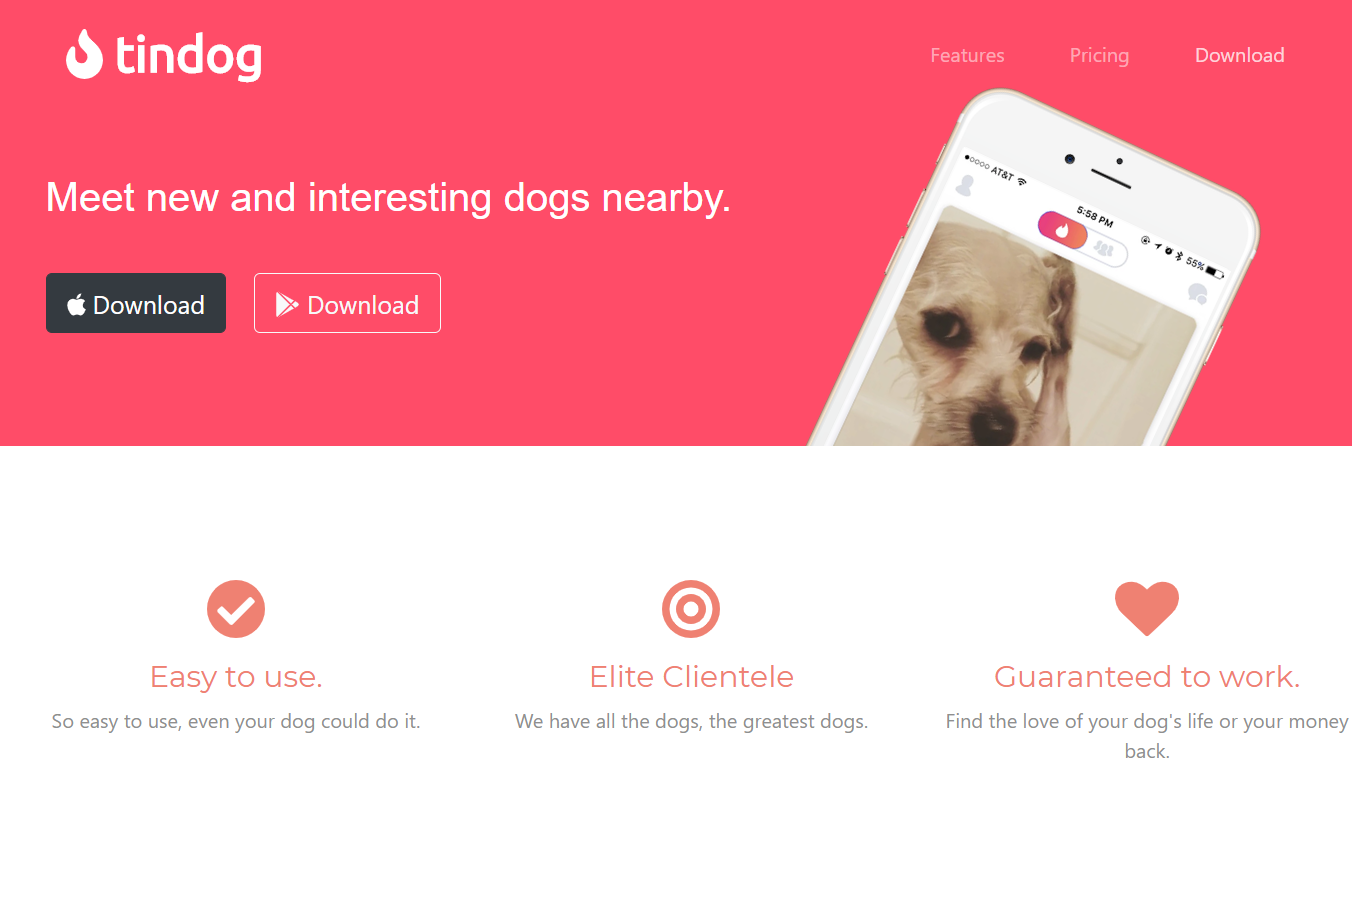 tindog
Features Pricing Download
AT&T
5:58 PM
55%
Meet new and interesting dogs nearby.
Download Download
Easy to use. Elite Clientele Guaranteed to work.
So easy to use, even your dog could do it. We have all the dogs, the greatest dogs. Find the love of your dog's life or your money
back.